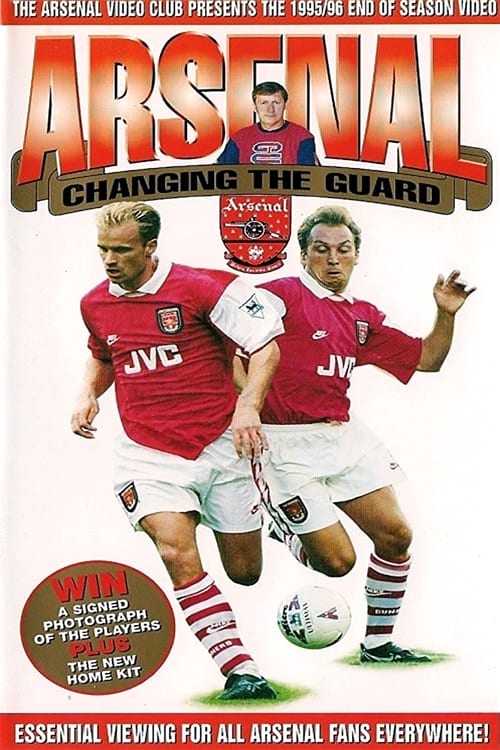 THE ARSENAL VIDEO CLUB PRESENTS THE 1995/96 END OF SEASON VIDEO
ARSENAL
CHANGING THE GUARD
Arsenal
JVC
JVC
WIN
A SIGNED
PHOTOGRAPH
OF THE PLAYERS
PLUS
THE NEW
HOME KIT
ESSENTIAL VIEWING FOR ALL ARSENAL FANS EVERYWHERE!